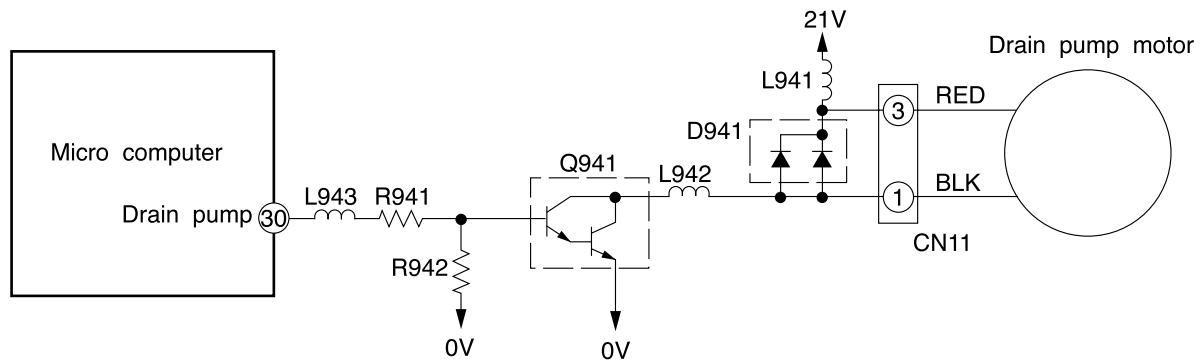 21V
Drain pump motor
L941
3
RED
D941
Micro computer
Q941
L942
1
BLK
L943
R941
Drain pump
30
CN11
R942
0V
0V